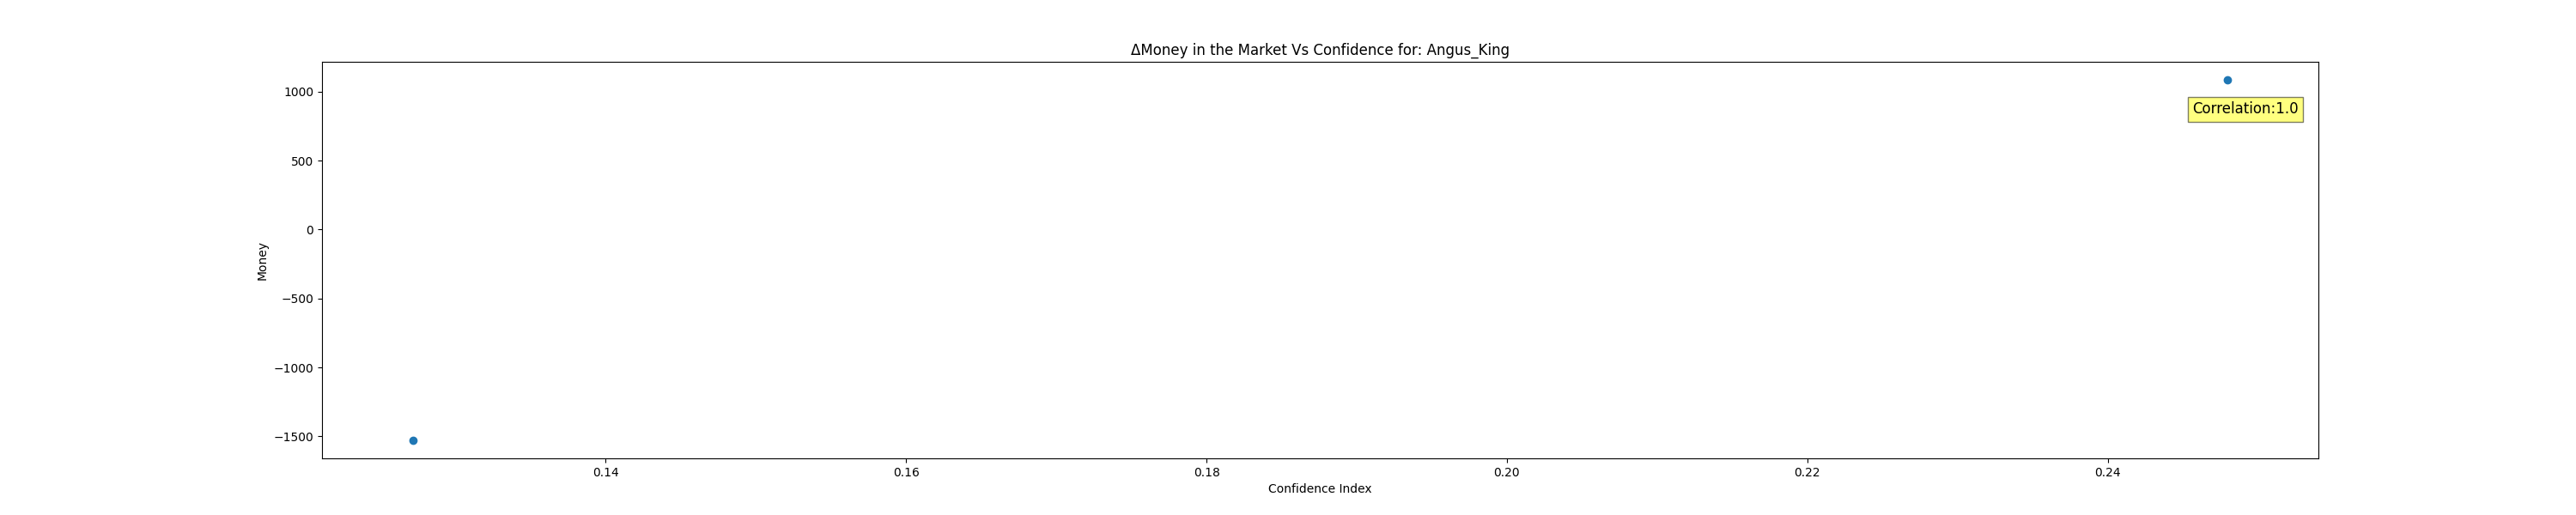 ΔMoney in the Market Vs Confidence for: Angus_King
1000
500
0
−500
−1000
−1500
Money
Correlation:1.0
0.14 0.16 0.18 0.20 0.22 0.24
Confidence Index